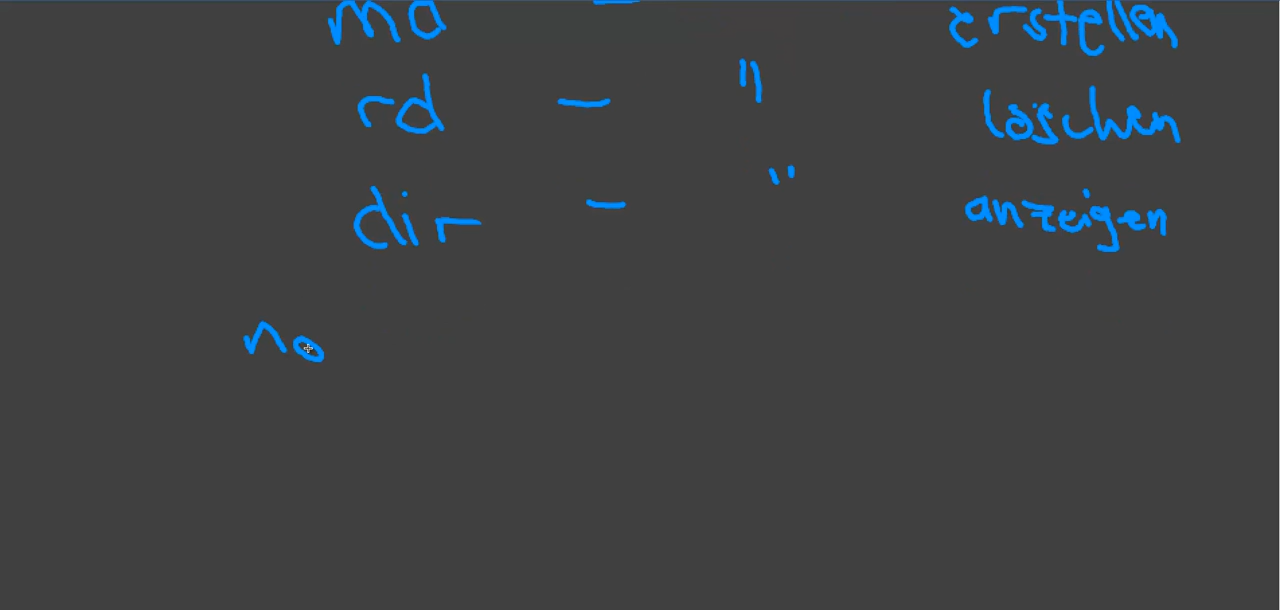 md - erstellen
rd - " löschen
dir - " anzeigen
no